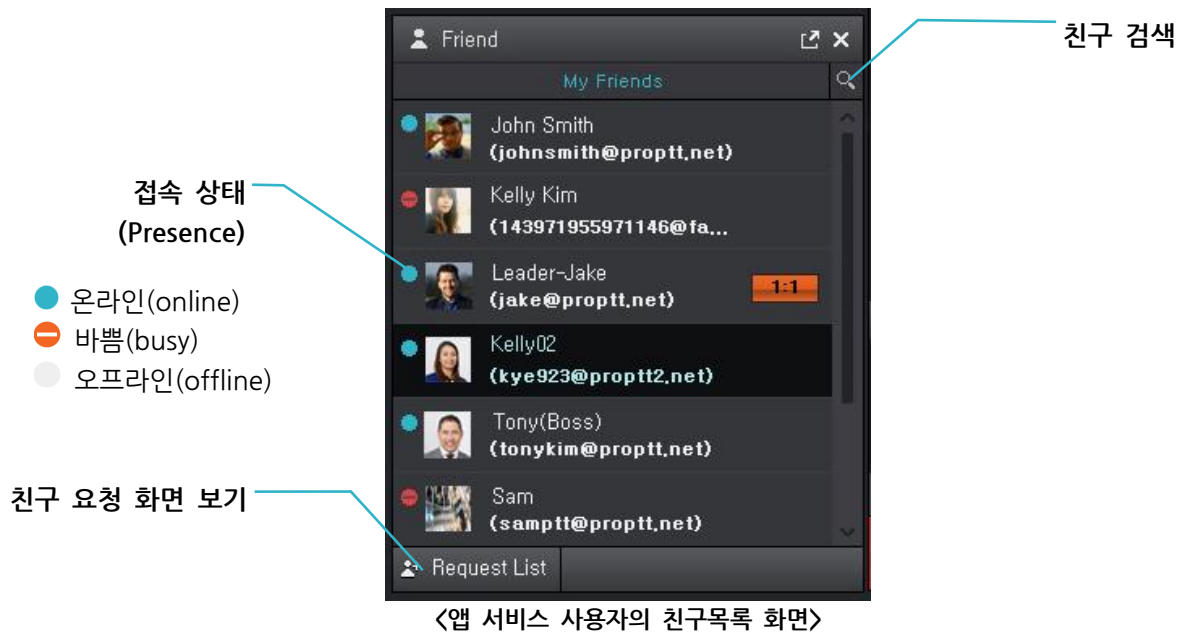 Friend
친구 검색
My Friends
John Smith
(johnsmith@proptt.net)
접속 상태
(Presence)
Kelly Kim
(143971955971146@fa...
Leader-Jake
(jake@proptt.net)
1:1
온라인(online)
바쁨(busy)
오프라인(offline)
Kelly02
(kye923@proptt2.net)
Tony(Boss)
(tonykim@proptt.net)
친구 요청 화면 보기
Sam
(samptt@proptt.net)
Request List
<앱 서비스 사용자의 친구목록 화면>